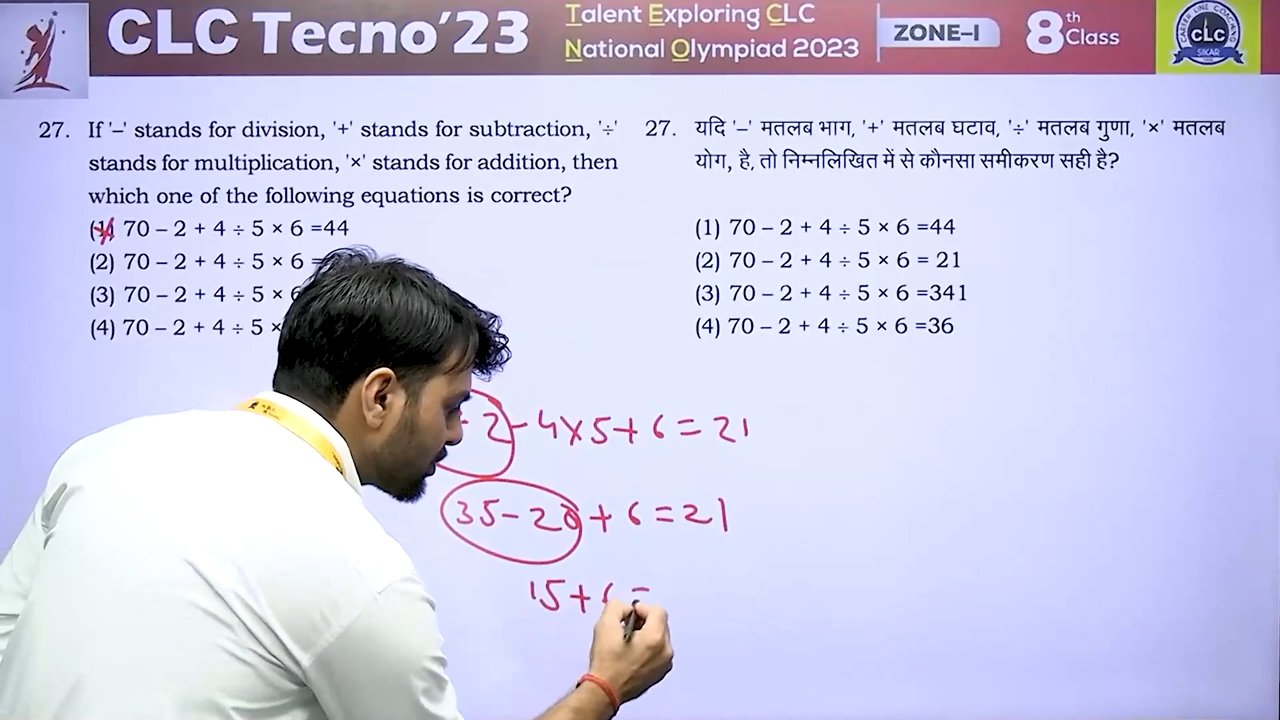 CLC Tecno'23
Talent Exploring CLC
National Olympiad 2023
ZONE–I
8th Class
CLC
SIKAR
27. If '–' stands for division, '+' stands for subtraction, '÷'
stands for multiplication, '×' stands for addition, then
which one of the following equations is correct?
(1) 70 – 2 + 4 ÷ 5 × 6 =44
(2) 70 – 2 + 4 ÷ 5 × 6 =
(3) 70 – 2 + 4 ÷ 5 × 6
(4) 70 – 2 + 4 ÷ 5 ×
27. यदि '–' मतलब भाग, '+' मतलब घटाव, '÷' मतलब गुणा, '×' मतलब
योग, है, तो निम्नलिखित में से कौनसा समीकरण सही है?
(1) 70 – 2 + 4 ÷ 5 × 6 =44
(2) 70 – 2 + 4 ÷ 5 × 6 = 21
(3) 70 – 2 + 4 ÷ 5 × 6 =341
(4) 70 – 2 + 4 ÷ 5 × 6 =36
2 - 4 × 5 + 6 = 21
35 - 20 + 6 = 21
15 + 6 =